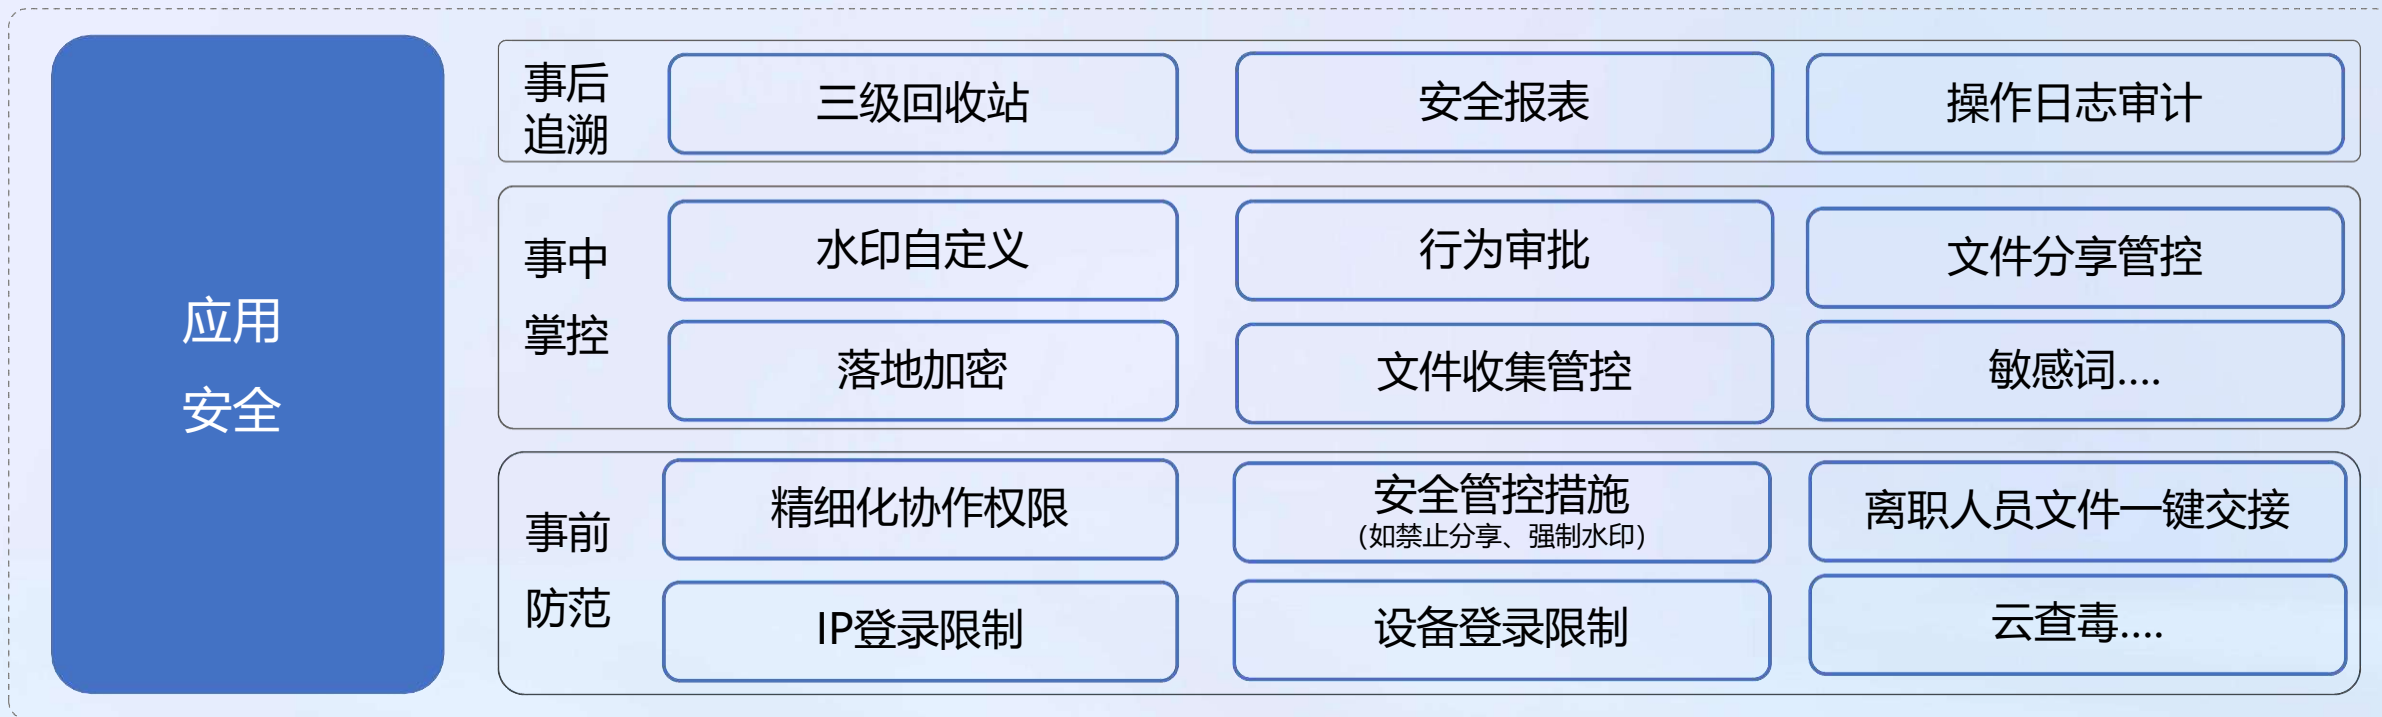 应用
安全
事后
追溯
三级回收站
安全报表
操作日志审计
事中
掌控
水印自定义
行为审批
文件分享管控
落地加密
文件收集管控
敏感词....
事前
防范
精细化协作权限
安全管控措施
(如禁止分享、强制水印)
离职人员文件一键交接
IP登录限制
设备登录限制
云查毒....